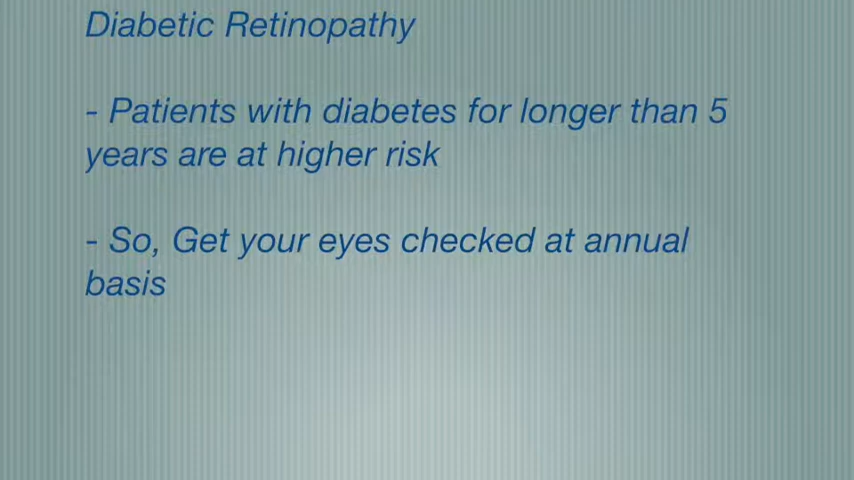 Diabetic Retinopathy
- Patients with diabetes for longer than 5
years are at higher risk
- So, Get your eyes checked at annual
basis